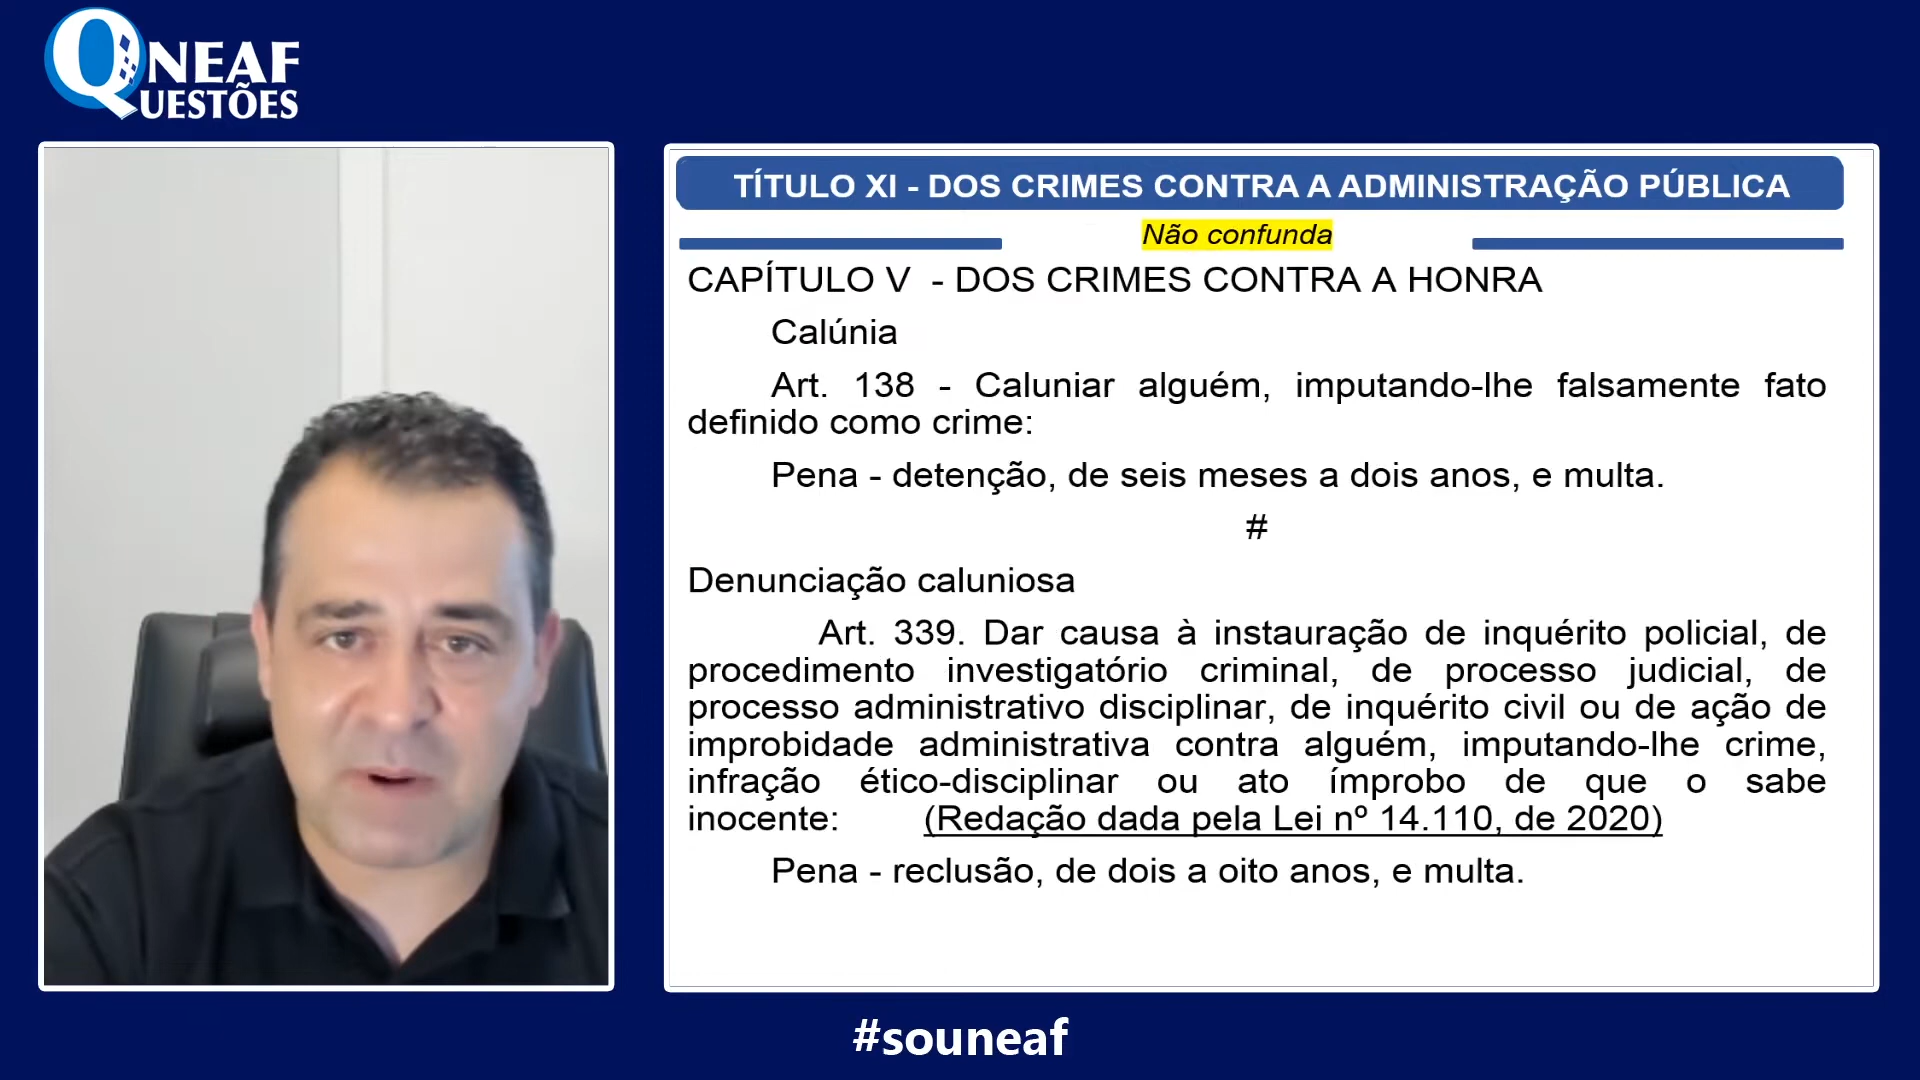 QNEAF
QUESTÕES
TÍTULO XI - DOS CRIMES CONTRA A ADMINISTRAÇÃO PÚBLICA
Não confunda
CAPÍTULO V - DOS CRIMES CONTRA A HONRA
Calúnia
Art. 138 - Caluniar alguém, imputando-lhe falsamente fato
definido como crime:
Pena - detenção, de seis meses a dois anos, e multa.
#
Denunciação caluniosa
Art. 339. Dar causa à instauração de inquérito policial, de
procedimento investigatório criminal, de processo judicial, de
processo administrativo disciplinar, de inquérito civil ou de ação de
improbidade administrativa contra alguém, imputando-lhe crime,
infração ético-disciplinar ou ato ímprobo de que o sabe
inocente: (Redação dada pela Lei nº 14.110, de 2020)
Pena - reclusão, de dois a oito anos, e multa.
#souneaf